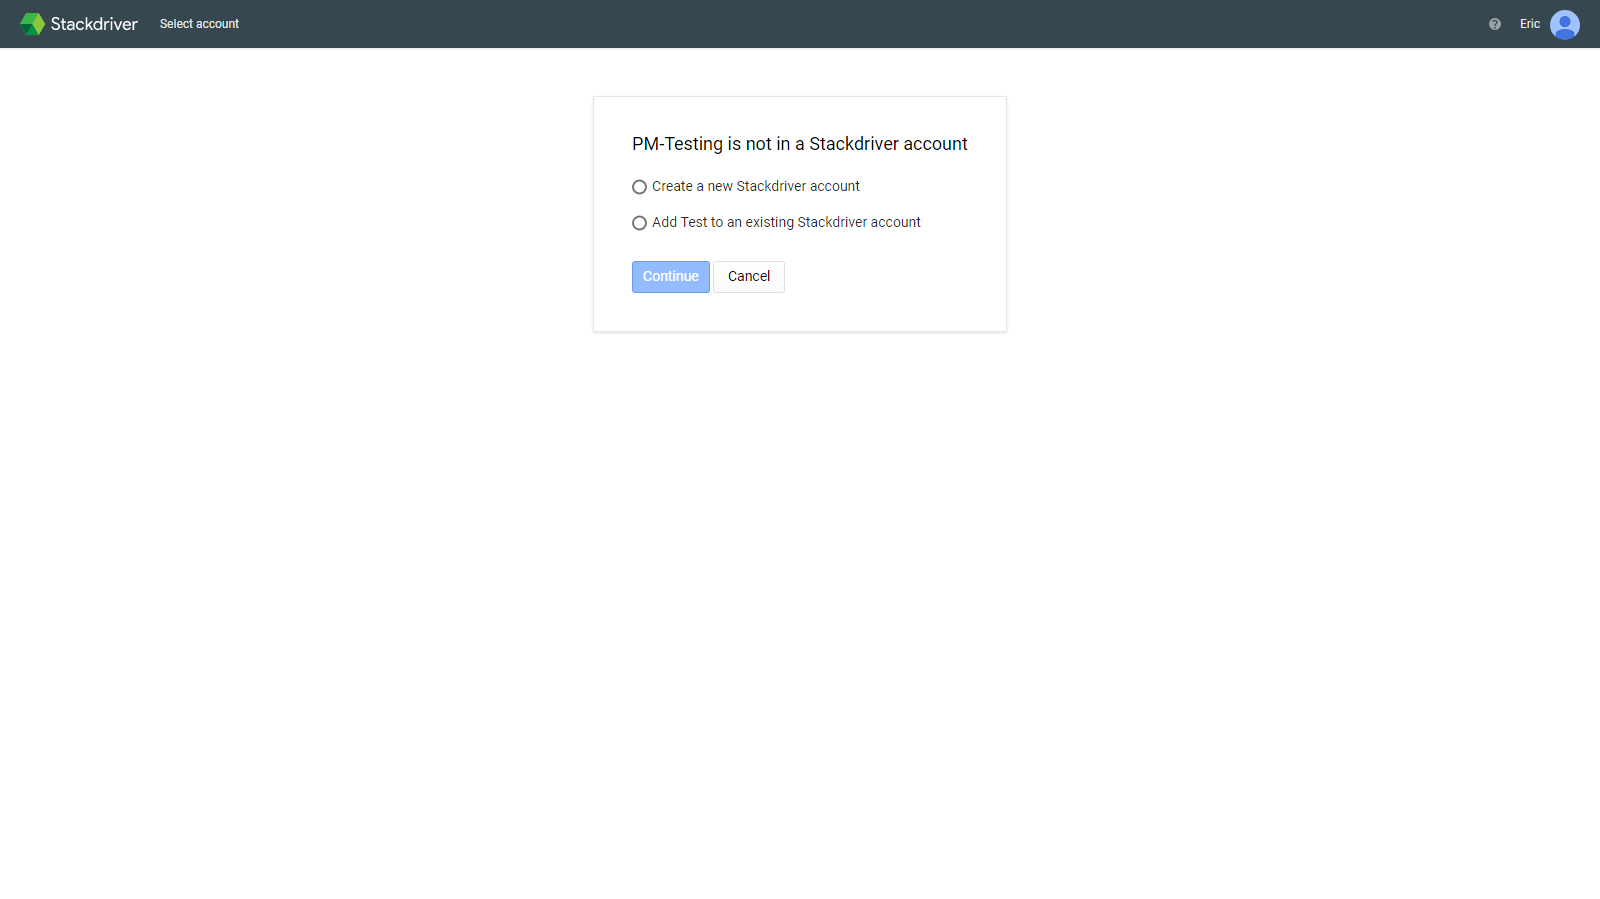 Stackdriver
Select account
Eric
PM-Testing is not in a Stackdriver account
Create a new Stackdriver account
Add Test to an existing Stackdriver account
Continue
Cancel